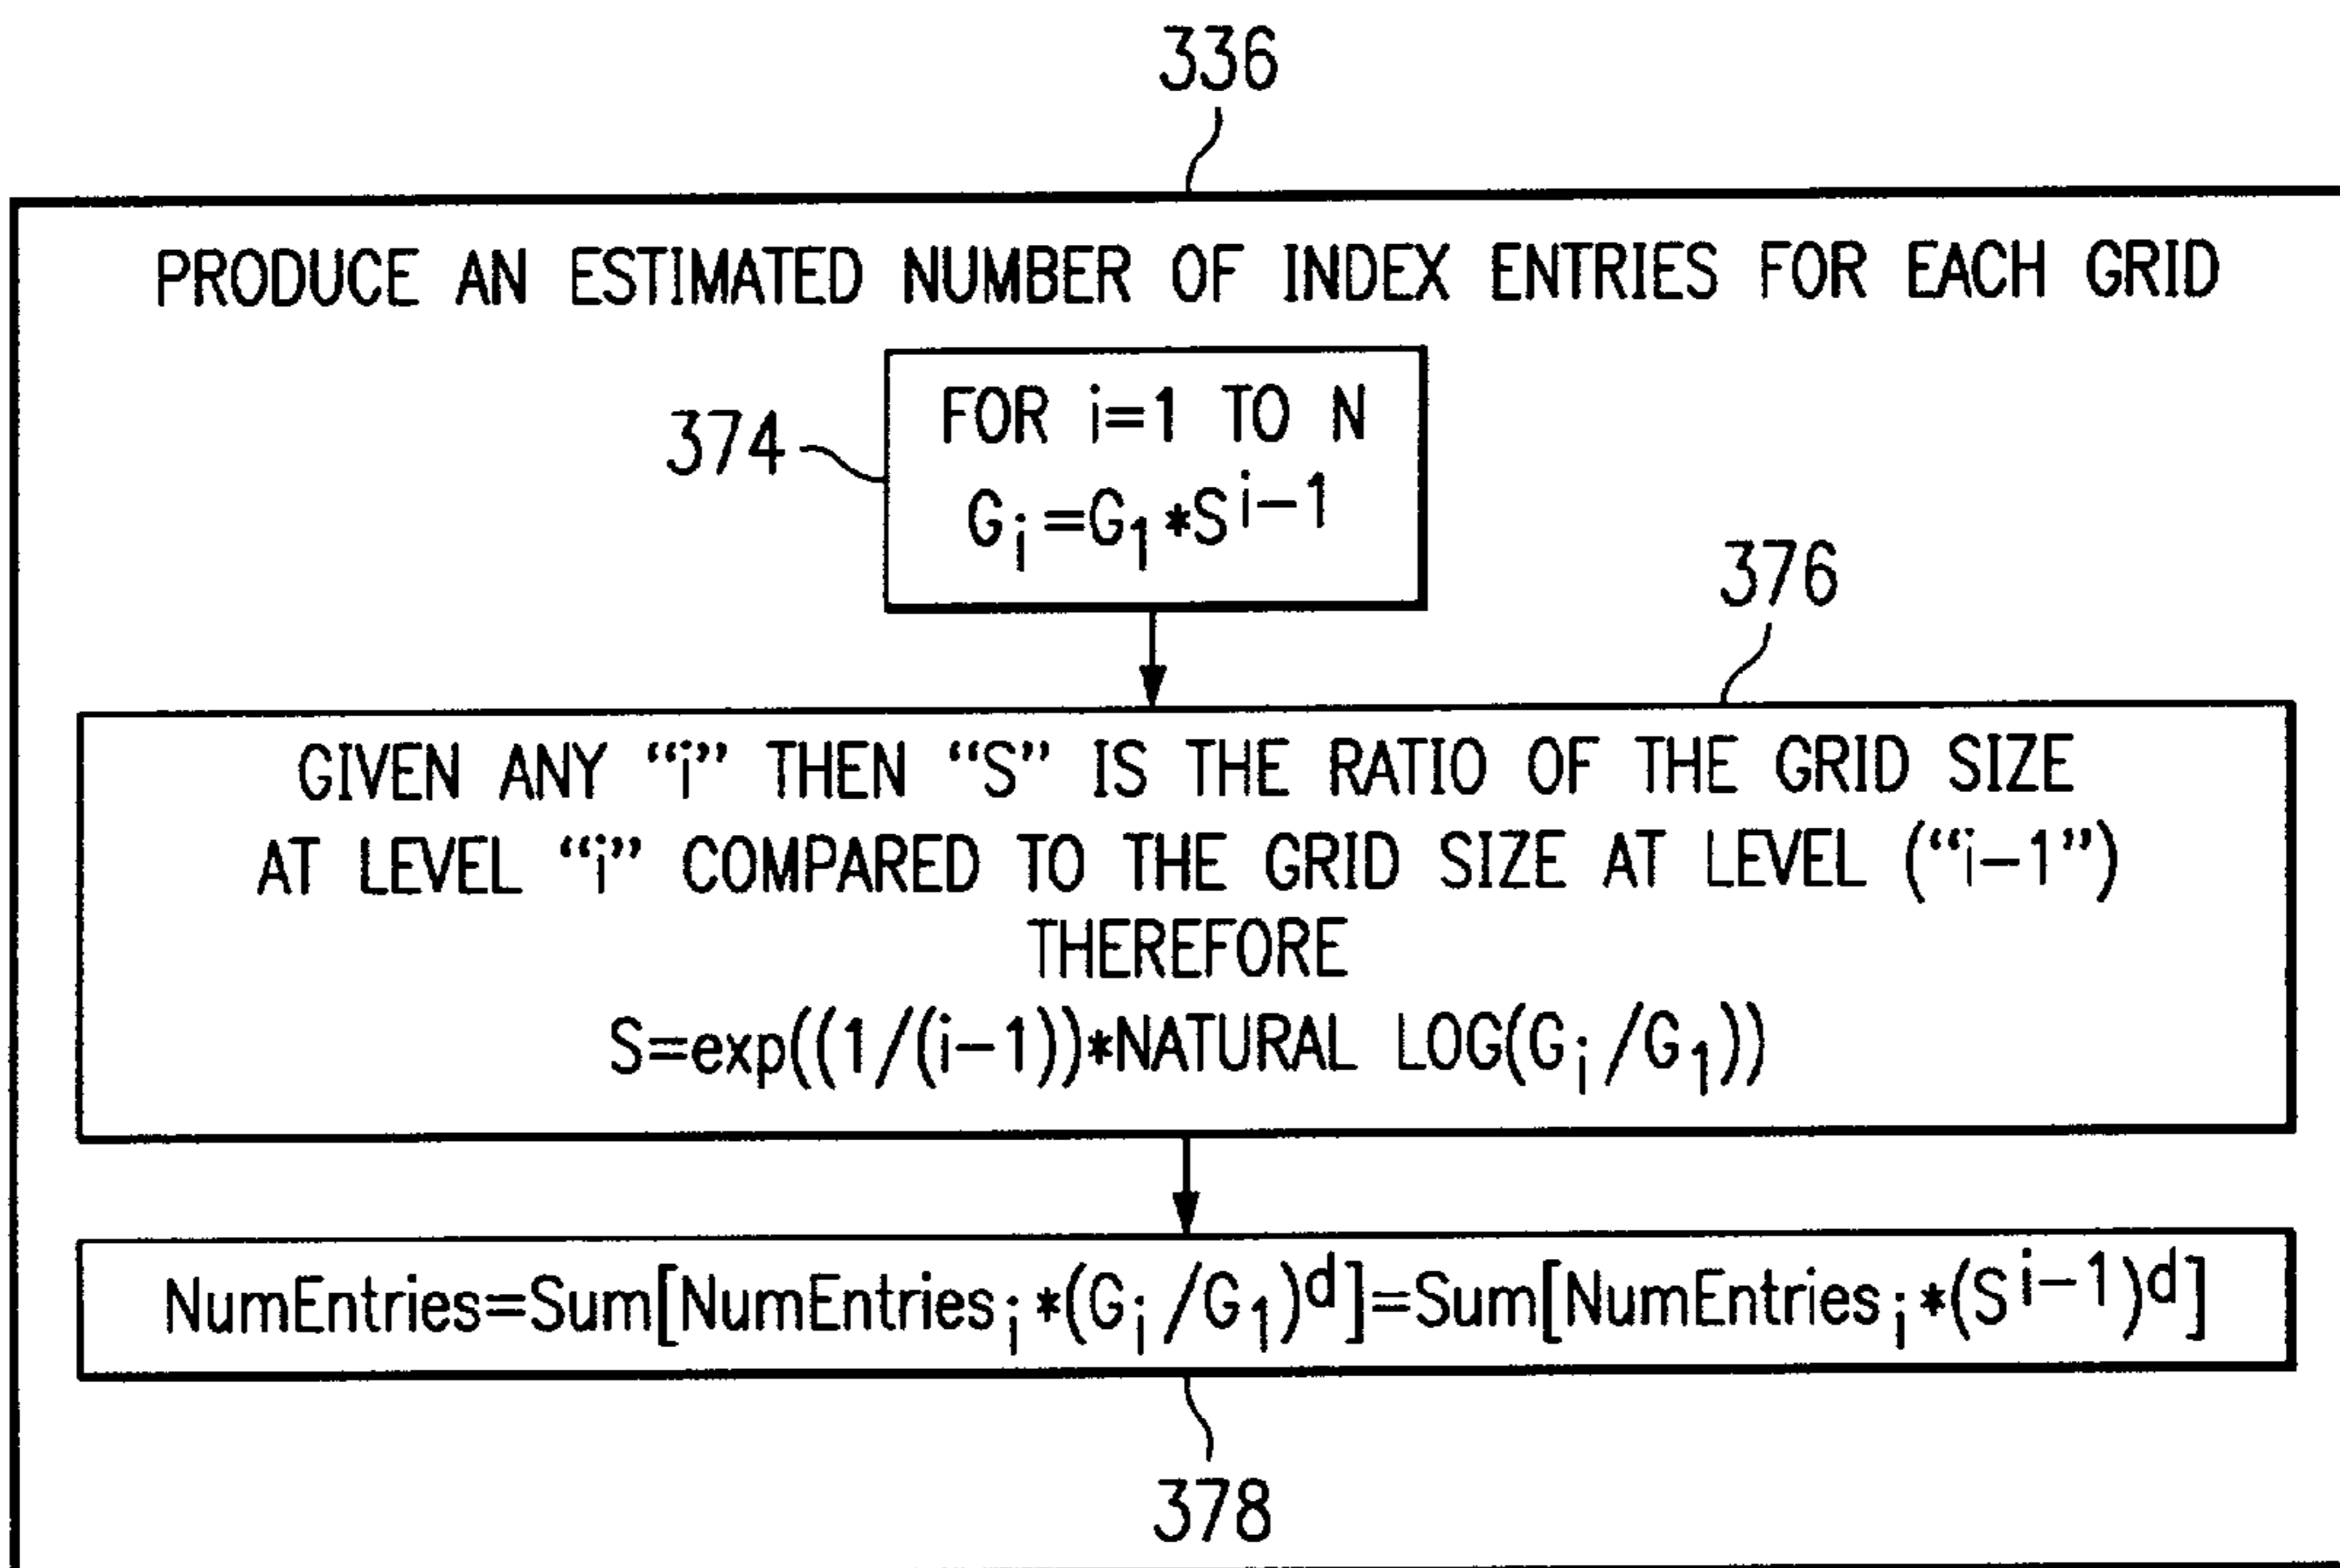 336
PRODUCE AN ESTIMATED NUMBER OF INDEX ENTRIES FOR EACH GRID
374
FOR i=1 TO N
Gᵢ=G₁*Sⁱ⁻¹
376
GIVEN ANY “i” THEN “S” IS THE RATIO OF THE GRID SIZE
AT LEVEL “i” COMPARED TO THE GRID SIZE AT LEVEL (“i–1”)
THEREFORE
S=exp((1/(i–1))*NATURAL LOG(Gᵢ/G₁))
NumEntries=Sum[NumEntriesᵢ*(Gᵢ/G₁)ᵈ]=Sum[NumEntriesᵢ*(Sⁱ⁻¹)ᵈ]
378